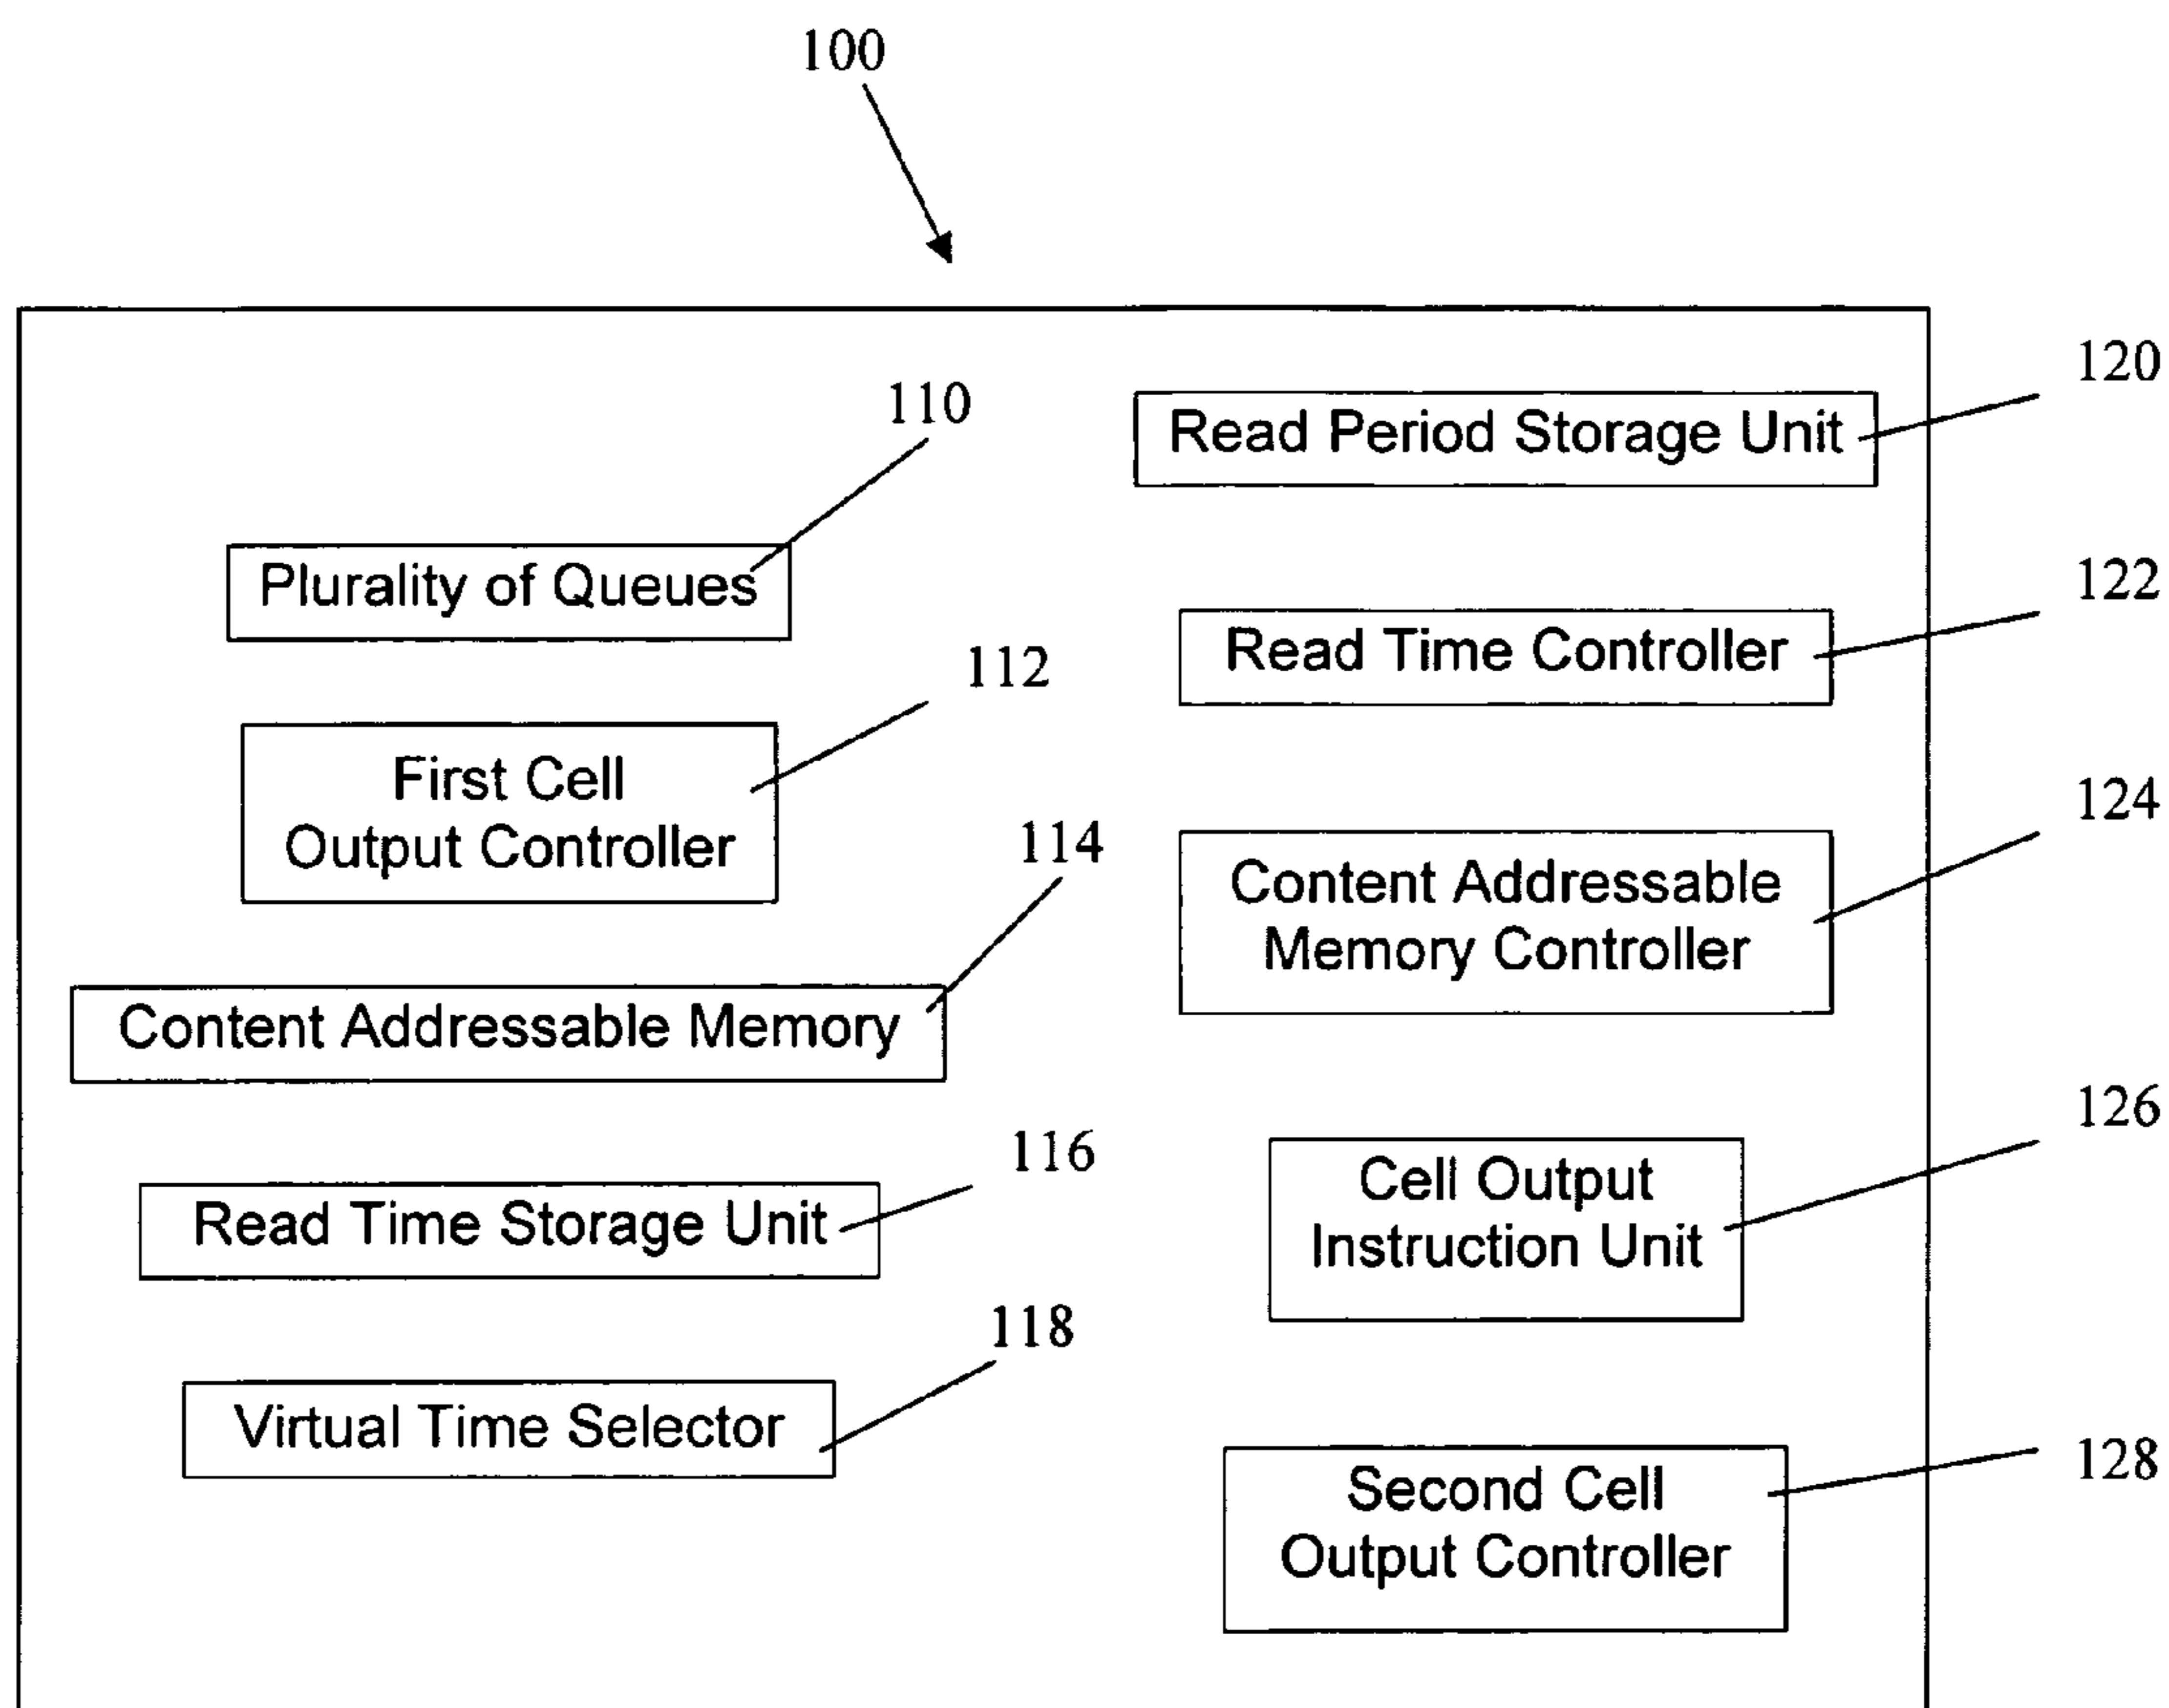 100
110
Plurality of Queues
112
First Cell
Output Controller
114
Content Addressable Memory
116
Read Time Storage Unit
118
Virtual Time Selector
120
Read Period Storage Unit
122
Read Time Controller
124
Content Addressable
Memory Controller
126
Cell Output
Instruction Unit
128
Second Cell
Output Controller